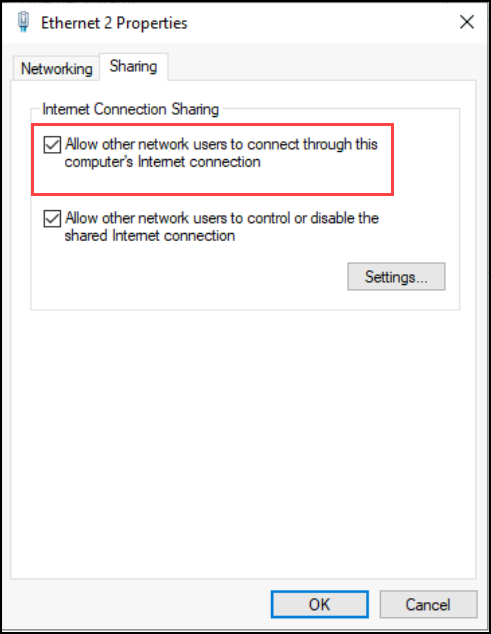 Ethernet 2 Properties
Networking
Sharing
Internet Connection Sharing
Allow other network users to connect through this
computer's Internet connection
Allow other network users to control or disable the
shared Internet connection
Settings...
OK
Cancel